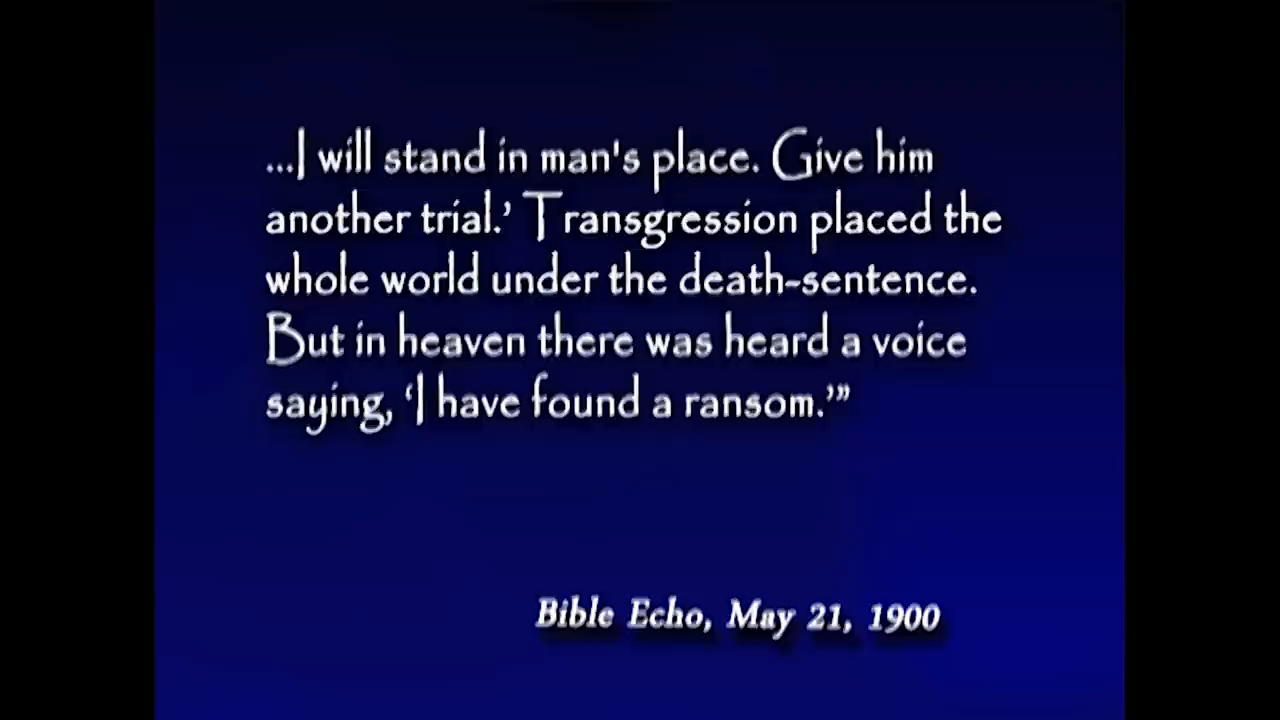 ...I will stand in man's place. Give him
another trial.’ Transgression placed the
whole world under the death-sentence.
But in heaven there was heard a voice
saying, ‘I have found a ransom.’”
Bible Echo, May 21, 1900